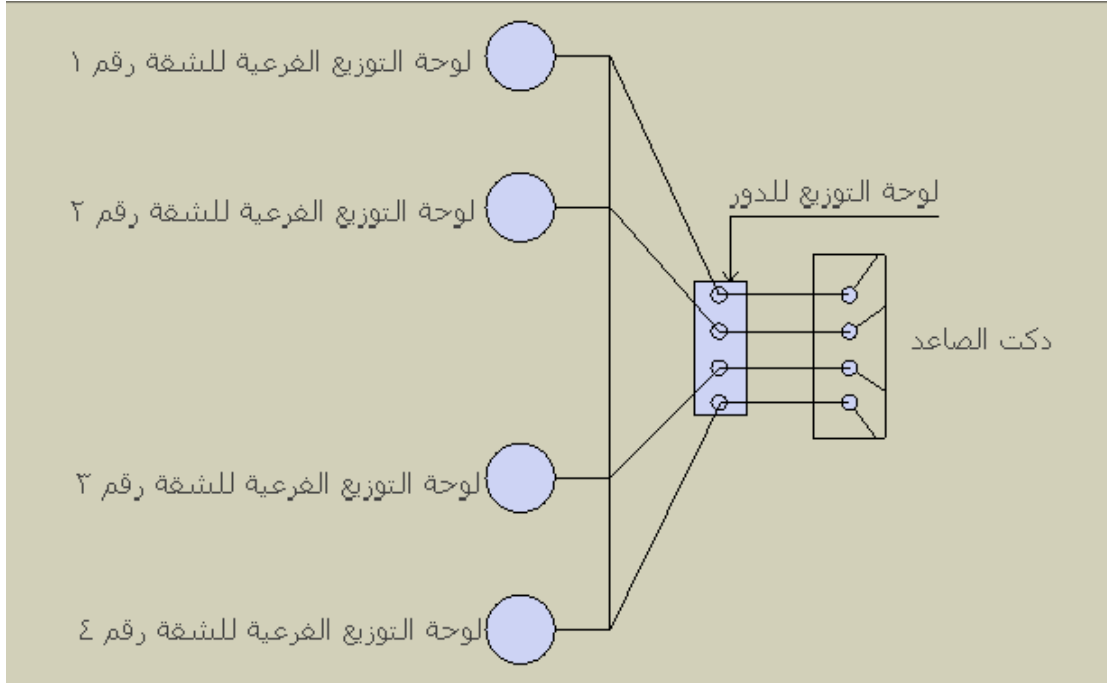 لوحة التوزيع الفرعية للشقة رقم ١
لوحة التوزيع للدور
لوحة التوزيع الفرعية للشقة رقم ٢
دكت الصاعد
لوحة التوزيع الفرعية للشقة رقم ٣
لوحة التوزيع الفرعية للشقة رقم ٤